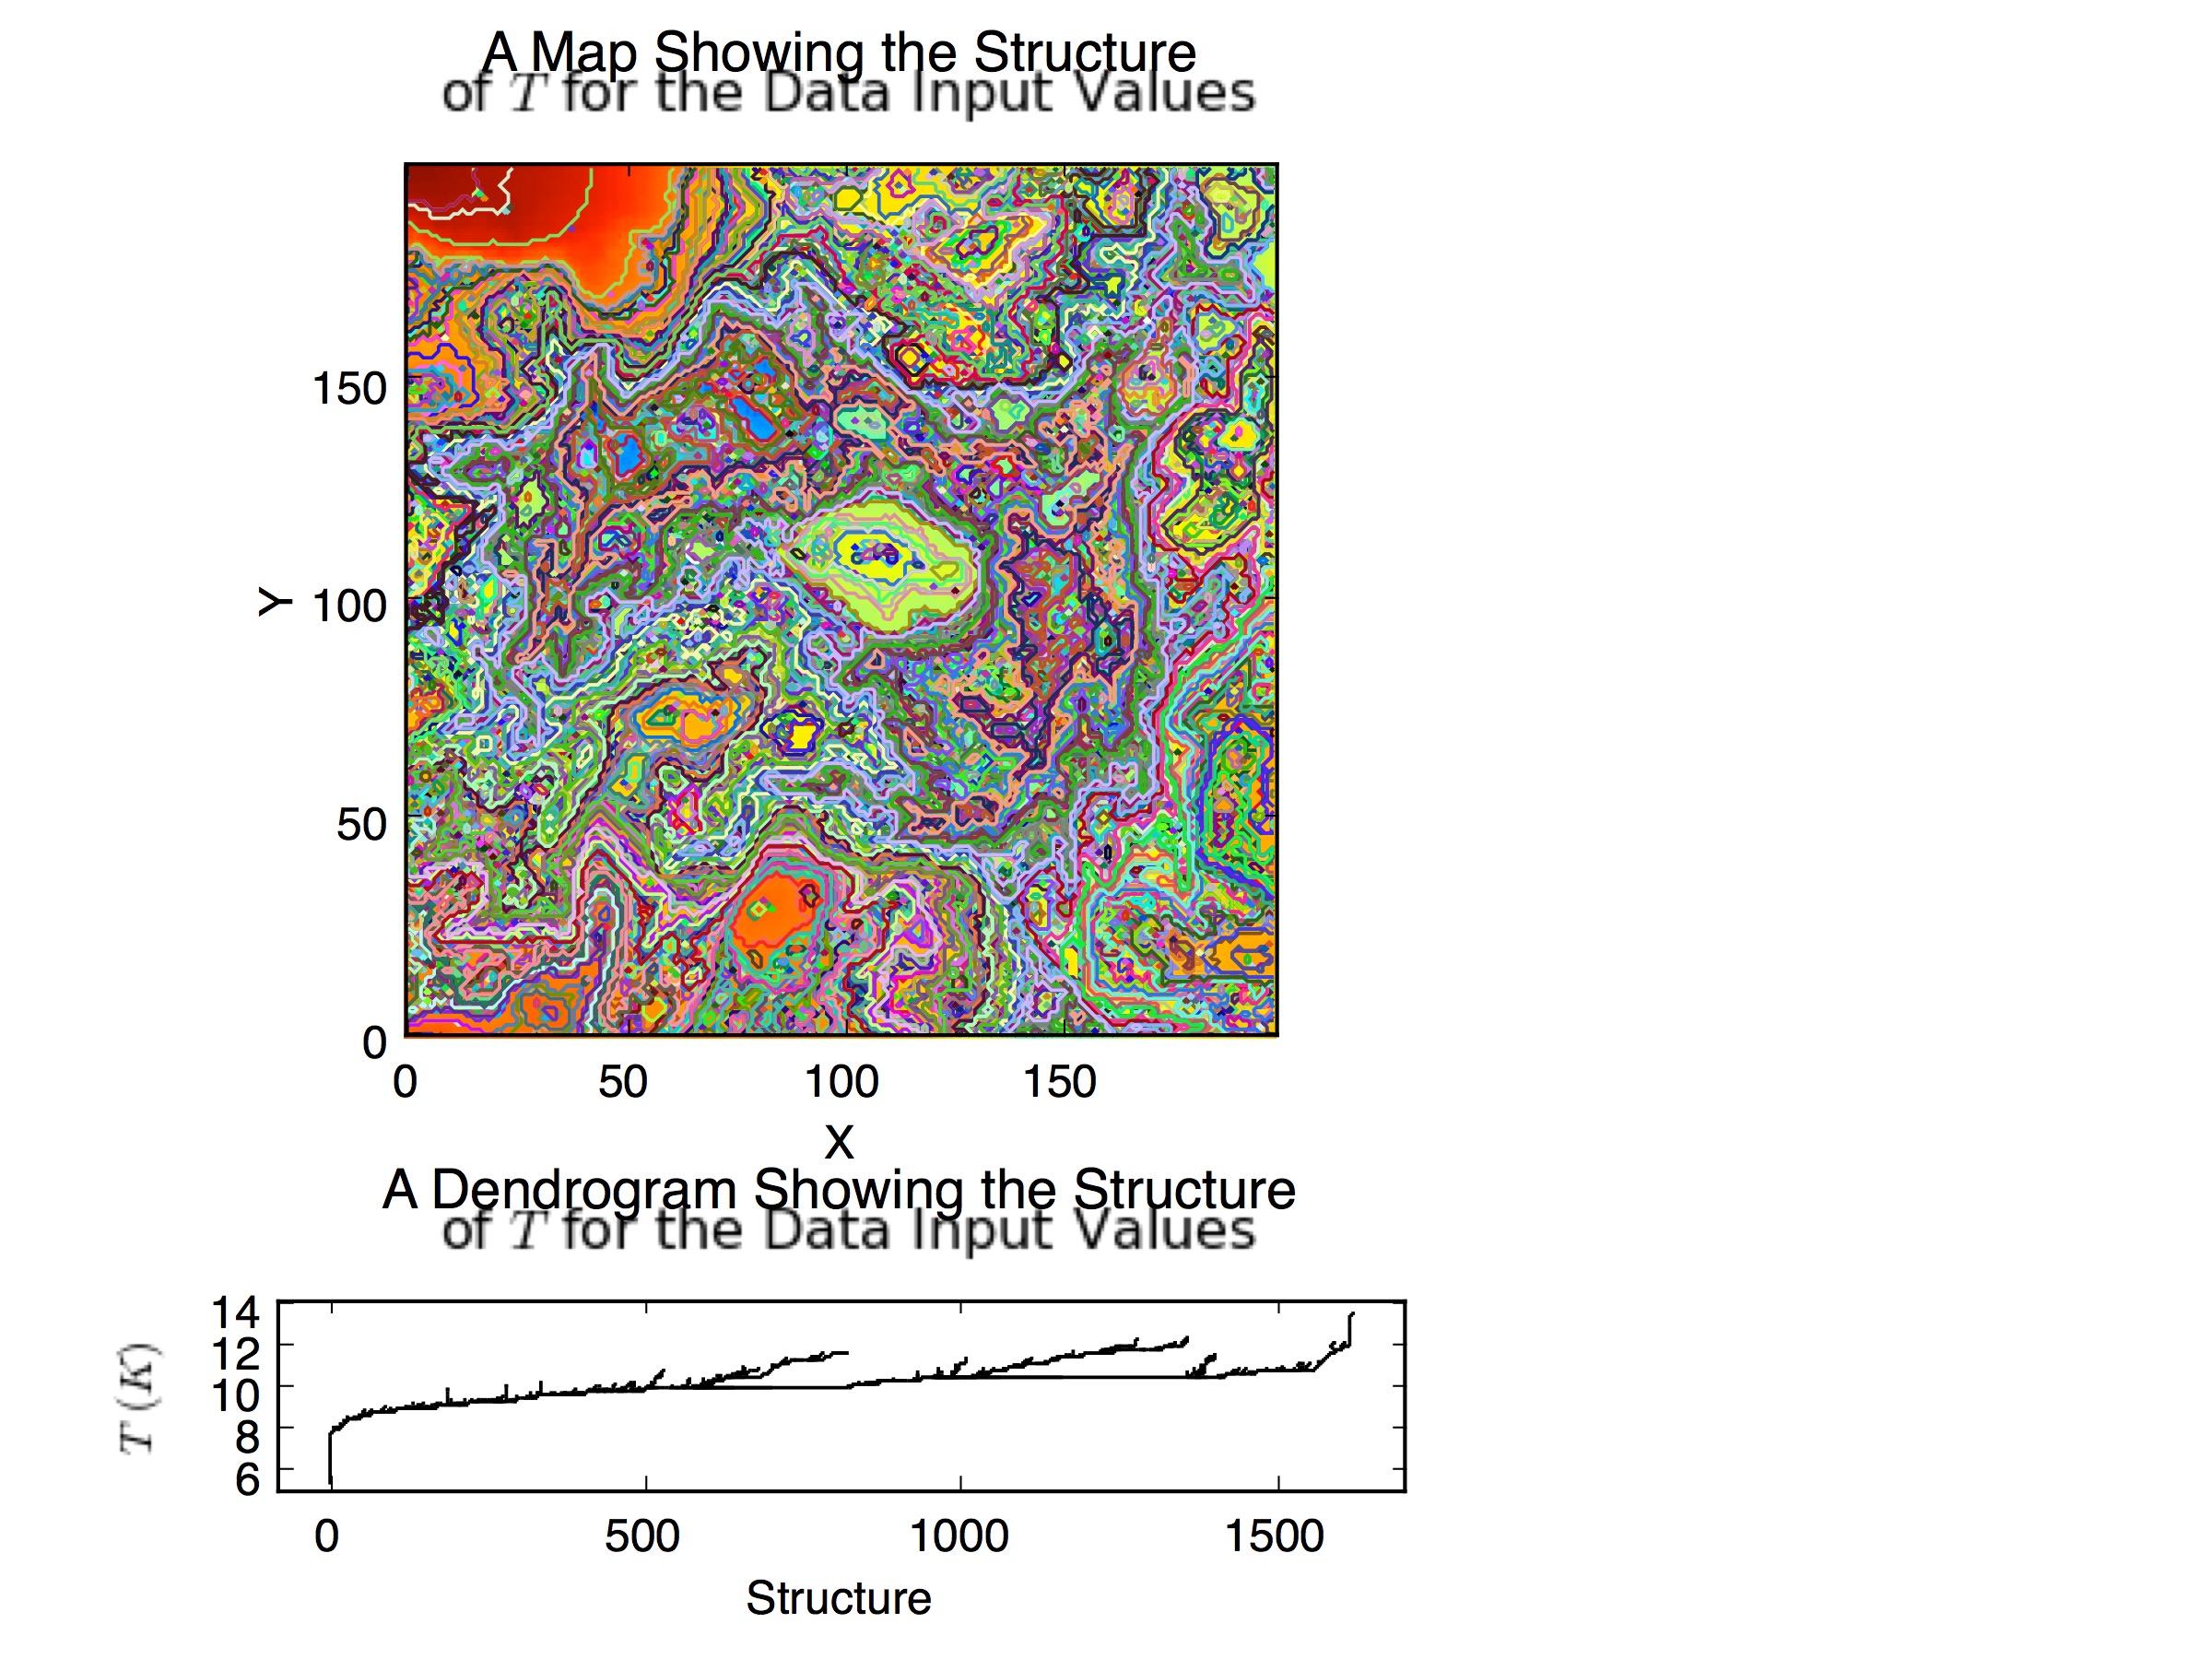 A Map Showing the Structure
of T for the Data Input Values
150
100
50
0
Y
0 50 100 150
X
A Dendrogram Showing the Structure
of T for the Data Input Values
14
12
10
8
6
T (K)
0 500 1000 1500
Structure